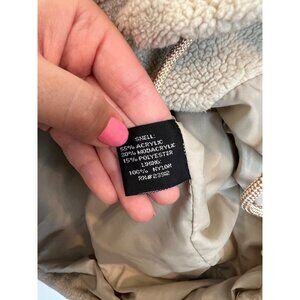 SHELL:
55% ACRYLIC
30% MODACRYLIC
15% POLYESTER
LINING:
100% NYLON